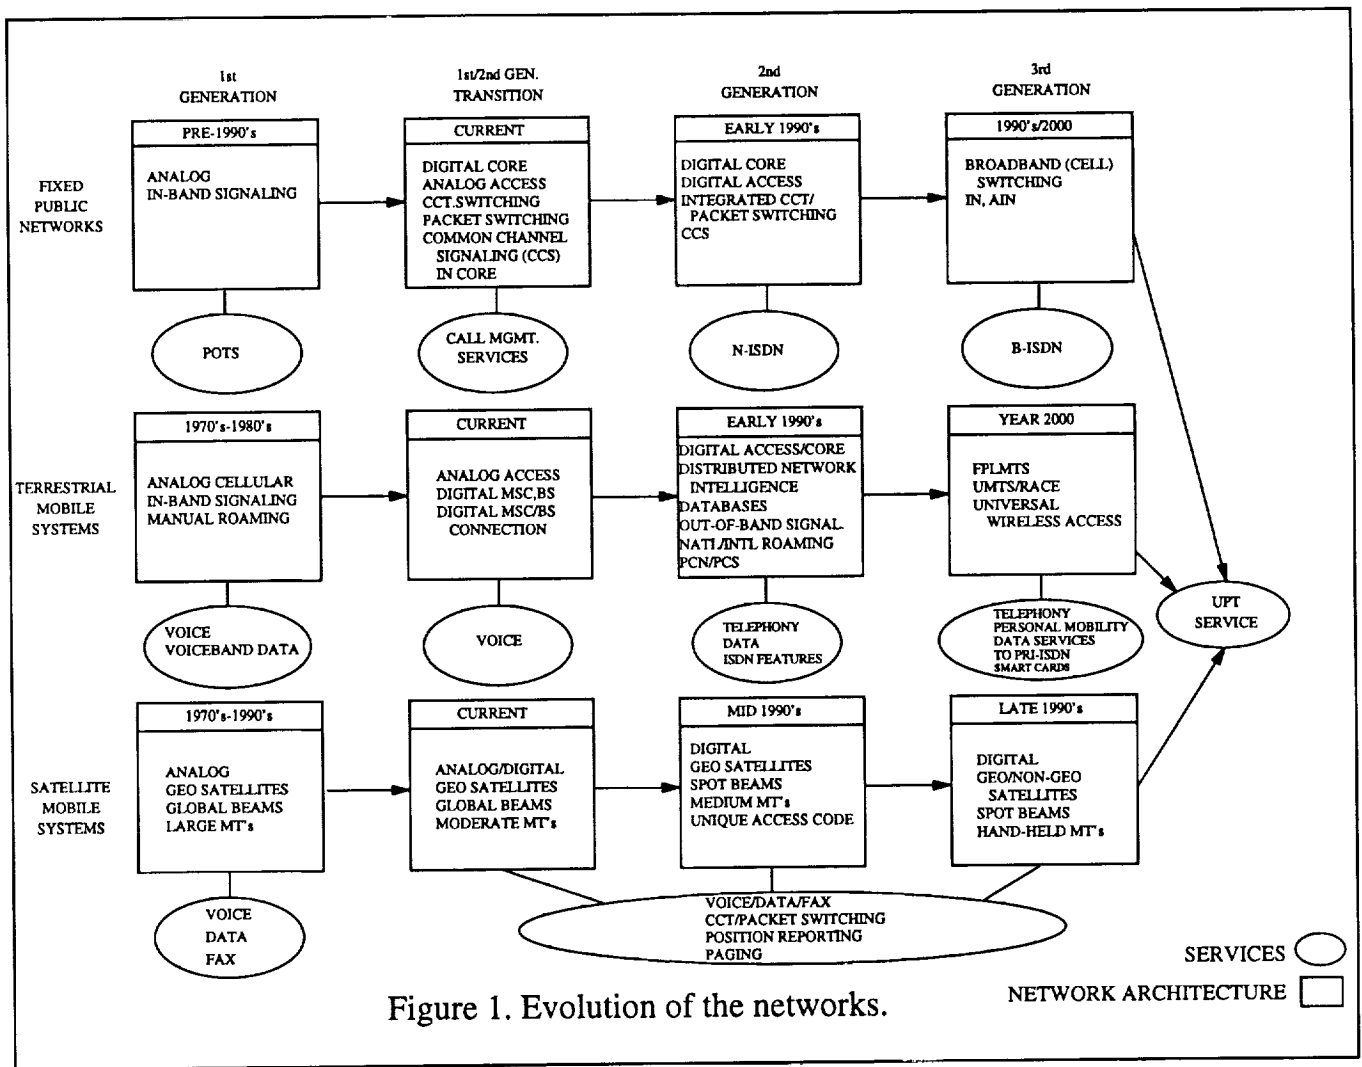 1st
GENERATION
1st/2nd GEN.
TRANSITION
2nd
GENERATION
3rd
GENERATION
FIXED
PUBLIC
NETWORKS
PRE-1990's
ANALOG
IN-BAND SIGNALING
POTS
CURRENT
DIGITAL CORE
ANALOG ACCESS
CCT.SWITCHING
PACKET SWITCHING
COMMON CHANNEL
SIGNALING (CCS)
IN CORE
CALL MGMT.
SERVICES
EARLY 1990's
DIGITAL CORE
DIGITAL ACCESS
INTEGRATED CCT/
PACKET SWITCHING
CCS
N-ISDN
1990's/2000
BROADBAND (CELL)
SWITCHING
IN, AIN
B-ISDN
TERRESTRIAL
MOBILE
SYSTEMS
1970's-1980's
ANALOG CELLULAR
IN-BAND SIGNALING
MANUAL ROAMING
VOICE
VOICEBAND DATA
CURRENT
ANALOG ACCESS
DIGITAL MSC,BS
DIGITAL MSC/BS
CONNECTION
VOICE
EARLY 1990's
DIGITAL ACCESS/CORE
DISTRIBUTED NETWORK
INTELLIGENCE
DATABASES
OUT-OF-BAND SIGNAL.
NATL/INTL ROAMING
PCN/PCS
TELEPHONY
DATA
ISDN FEATURES
YEAR 2000
FPLMTS
UMTS/RACE
UNIVERSAL
WIRELESS ACCESS
TELEPHONY
PERSONAL MOBILITY
DATA SERVICES
TO PRI-ISDN
SMART CARDS
UPT
SERVICE
SATELLITE
MOBILE
SYSTEMS
1970's-1990's
ANALOG
GEO SATELLITES
GLOBAL BEAMS
LARGE MT's
VOICE
DATA
FAX
CURRENT
ANALOG/DIGITAL
GEO SATELLITES
GLOBAL BEAMS
MODERATE MT's
MID 1990's
DIGITAL
GEO SATELLITES
SPOT BEAMS
MEDIUM MT's
UNIQUE ACCESS CODE
LATE 1990's
DIGITAL
GEO/NON-GEO
SATELLITES
SPOT BEAMS
HAND-HELD MT's
VOICE/DATA/FAX
CCT/PACKET SWITCHING
POSITION REPORTING
PAGING
SERVICES
NETWORK ARCHITECTURE
Figure 1. Evolution of the networks.